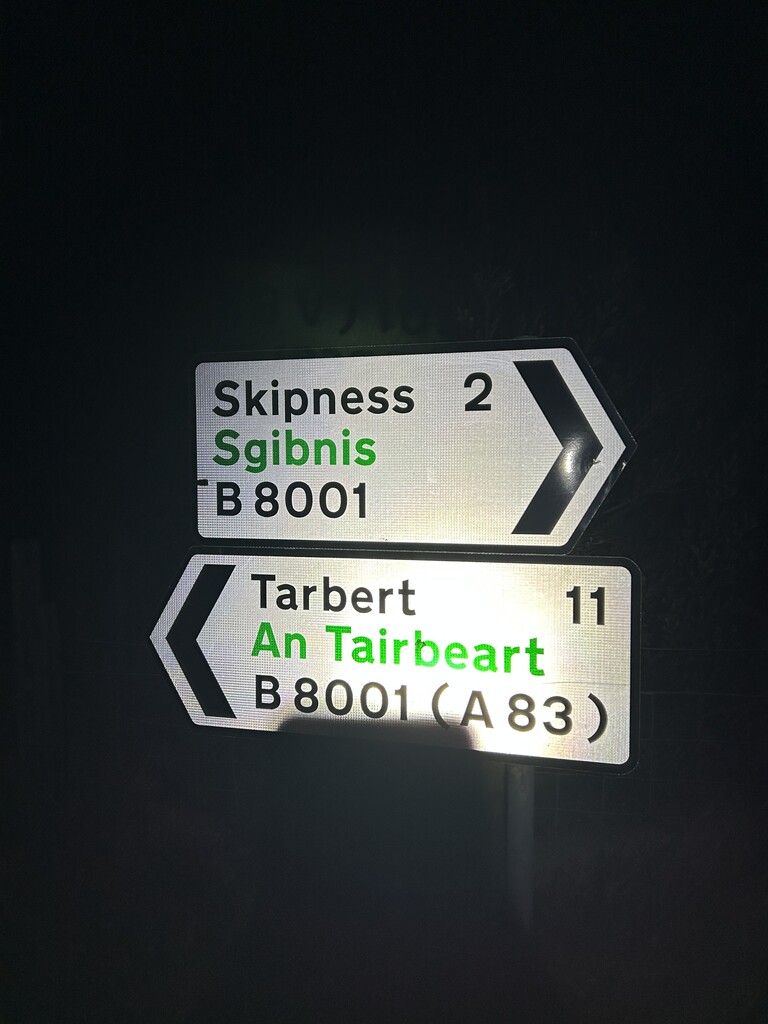 Skipness 2
Sgibnis
B 8001
Tarbert 11
An Tairbeart
B 8001 (A 83)